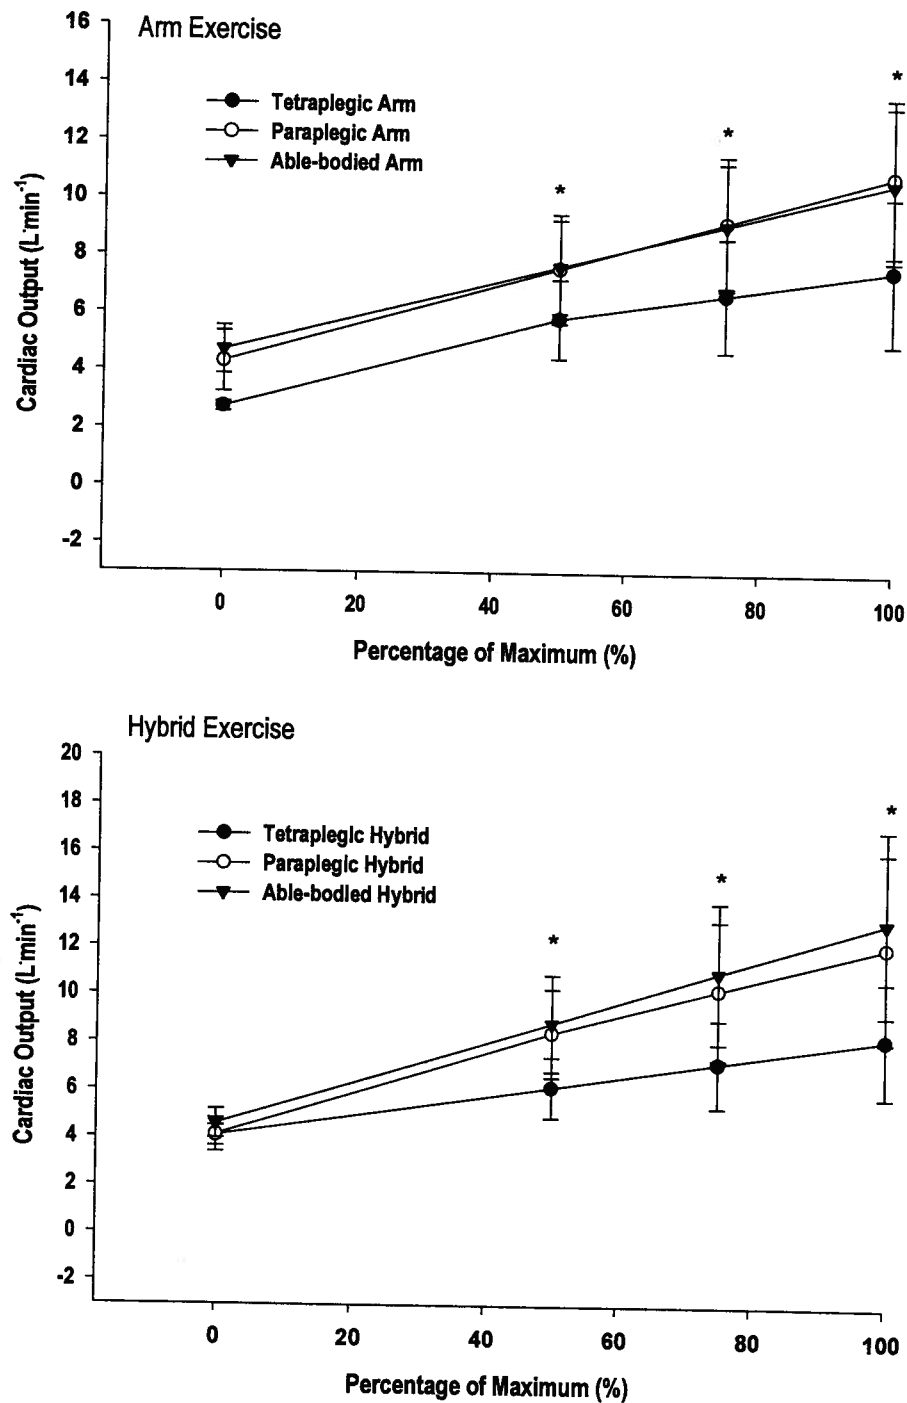 Arm Exercise
16
14
12
10
8
6
4
2
0
-2
Cardiac Output (L·min⁻¹)
Tetraplegic Arm
Paraplegic Arm
Able-bodied Arm
*
*
*
0 20 40 60 80 100
Percentage of Maximum (%)
Hybrid Exercise
20
18
16
14
12
10
8
6
4
2
0
-2
Cardiac Output (L·min⁻¹)
Tetraplegic Hybrid
Paraplegic Hybrid
Able-bodied Hybrid
*
*
*
0 20 40 60 80 100
Percentage of Maximum (%)